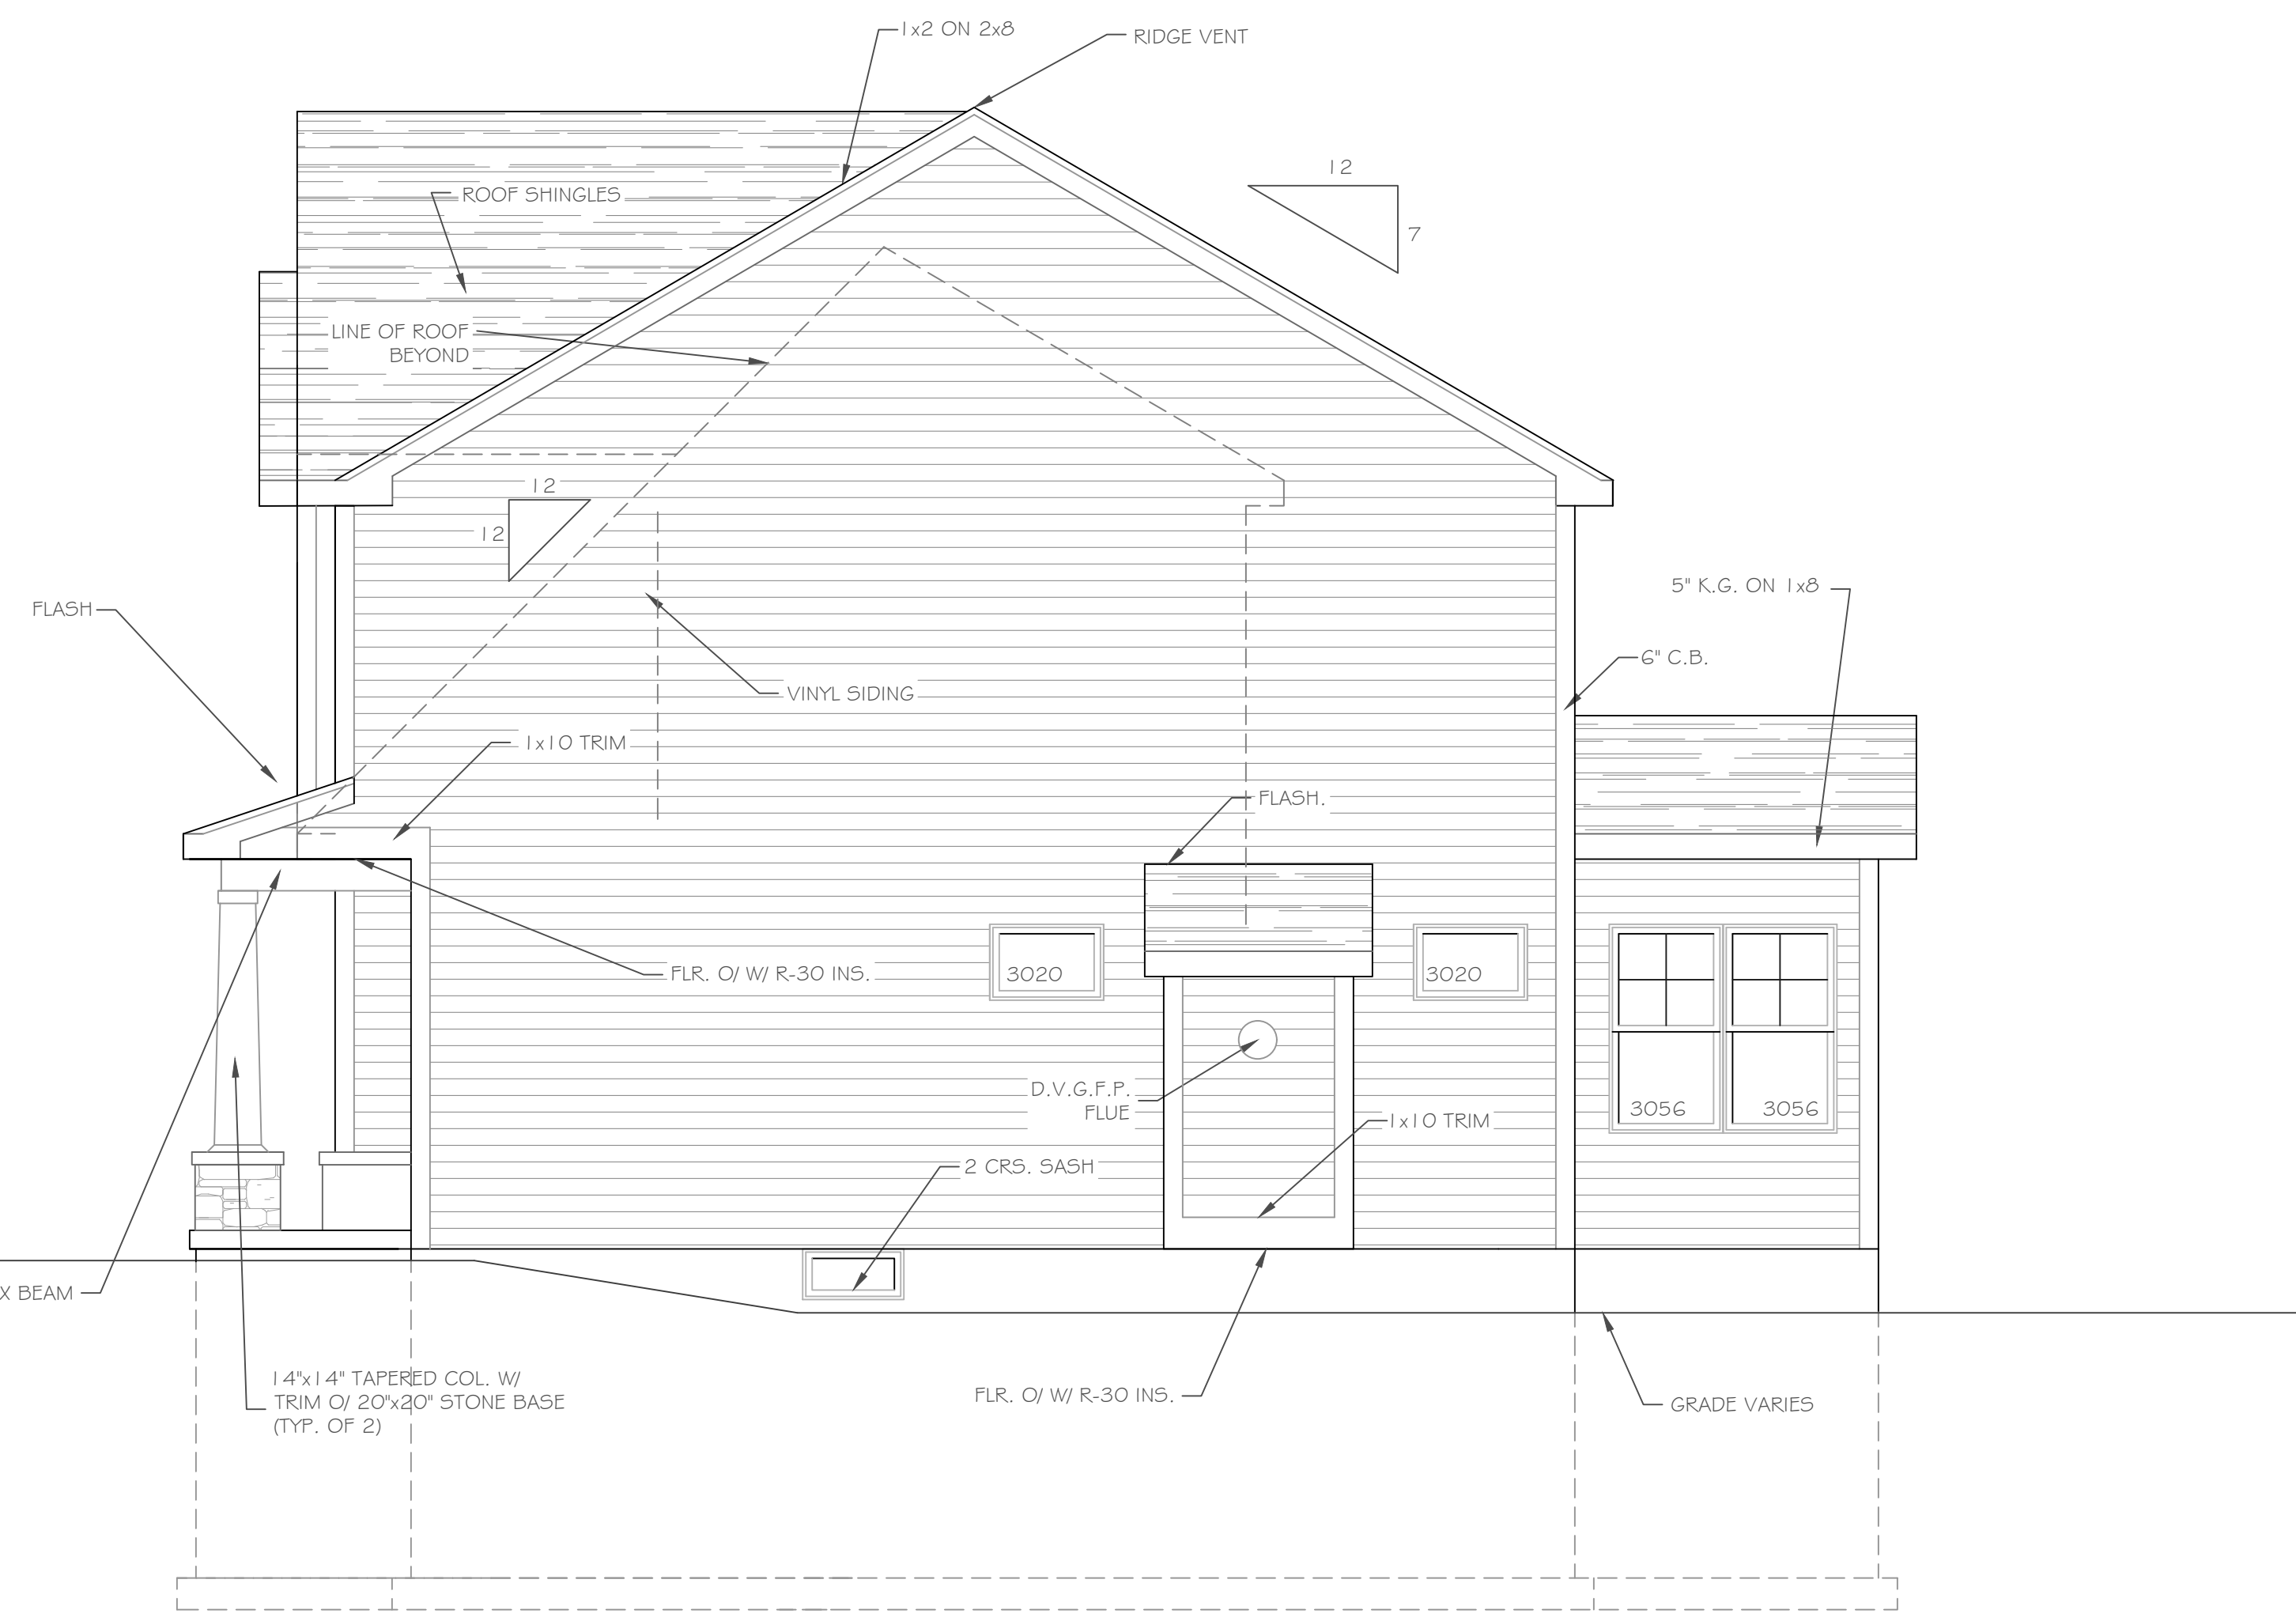 1x2 ON 2x8
RIDGE VENT
12
7
ROOF SHINGLES
LINE OF ROOF
BEYOND
12
12
5" K.G. ON 1x8
FLASH
6" C.B.
VINYL SIDING
1x10 TRIM
FLASH.
FLR. O/ W/ R-30 INS.
3020
3020
D.V.G.F.P.
FLUE
3056
3056
1x10 TRIM
2 CRS. SASH
X BEAM
14"x14" TAPERED COL. W/
TRIM O/ 20"x20" STONE BASE
(TYP. OF 2)
FLR. O/ W/ R-30 INS.
GRADE VARIES